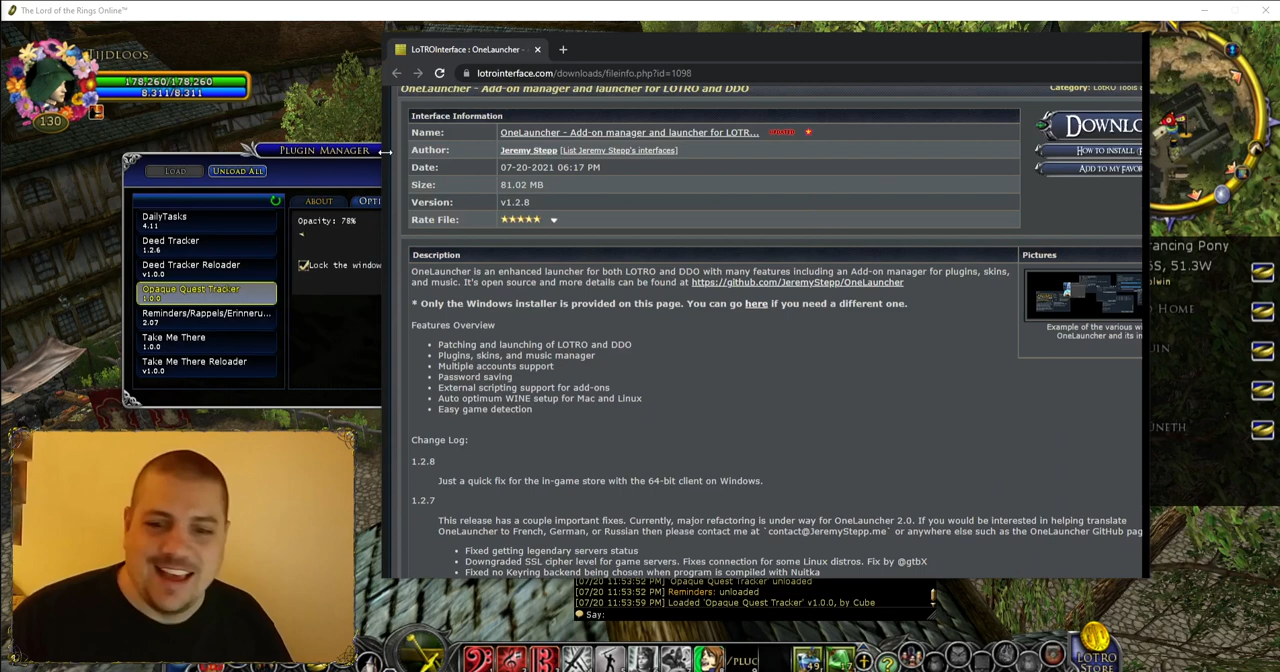 The Lord of the Rings Online™
TIJDLOOS
178,260/178,260
8.311/8.311
130
PLUGIN MANAGER
LOAD
UNLOAD ALL
ABOUT
OPTI
DailyTasks
4.11
Deed Tracker
1.2.6
Deed Tracker Reloader
v1.0.0
Opaque Quest Tracker
1.0.0
Reminders/Rappels/Erinneru...
2.07
Take Me There
1.0.0
Take Me There Reloader
v1.0.0
Opacity: 78%
Lock the window
LoTROInterface : OneLauncher -
lotrointerface.com/downloads/fileinfo.php?id=1098
OneLauncher - Add-on manager and launcher for LOTRO and DDO
Category: LotRO Tools
Interface Information
Name: OneLauncher - Add-on manager and launcher for LOTR... UPDATED
Author: Jeremy Stepp [List Jeremy Stepp's interfaces]
Date: 07-20-2021 06:17 PM
Size: 81.02 MB
Version: v1.2.8
Rate File:
DOWNLO
HOW TO INSTALL (
ADD TO MY FAVOR
Description
OneLauncher is an enhanced launcher for both LOTRO and DDO with many features including an Add-on manager for plugins, skins,
and music. It's open source and more details can be found at https://github.com/JeremyStepp/OneLauncher
* Only the Windows installer is provided on this page. You can go here if you need a different one.
Features Overview
• Patching and launching of LOTRO and DDO
• Plugins, skins, and music manager
• Multiple accounts support
• Password saving
• External scripting support for add-ons
• Auto optimum WINE setup for Mac and Linux
• Easy game detection
Change Log:
1.2.8
Just a quick fix for the in-game store with the 64-bit client on Windows.
1.2.7
This release has a couple important fixes. Currently, major refactoring is under way for OneLauncher 2.0. If you would be interested in helping translate
OneLauncher to French, German, or Russian then please contact me at `contact@JeremyStepp.me` or anywhere else such as the OneLauncher GitHub pag
• Fixed getting legendary servers status
• Downgraded SSL cipher level for game servers. Fixes connection for some Linux distros. Fix by @gtbX
• Fixed no Keyring backend being chosen when program is compiled with Nuitka
Pictures
Example of the various wi
OneLauncher and its in
rancing Pony
6S, 51.3W
olwin
HOME
UIN
UNETH
[07/20 11:53:52 PM] 'Opaque Quest Tracker' unloaded
[07/20 11:53:52 PM] Reminders: unloaded
[07/20 11:53:59 PM] Loaded 'Opaque Quest Tracker' v1.0.0, by Cube
Say:
/PLUC
49
17
LOTRO
STORE